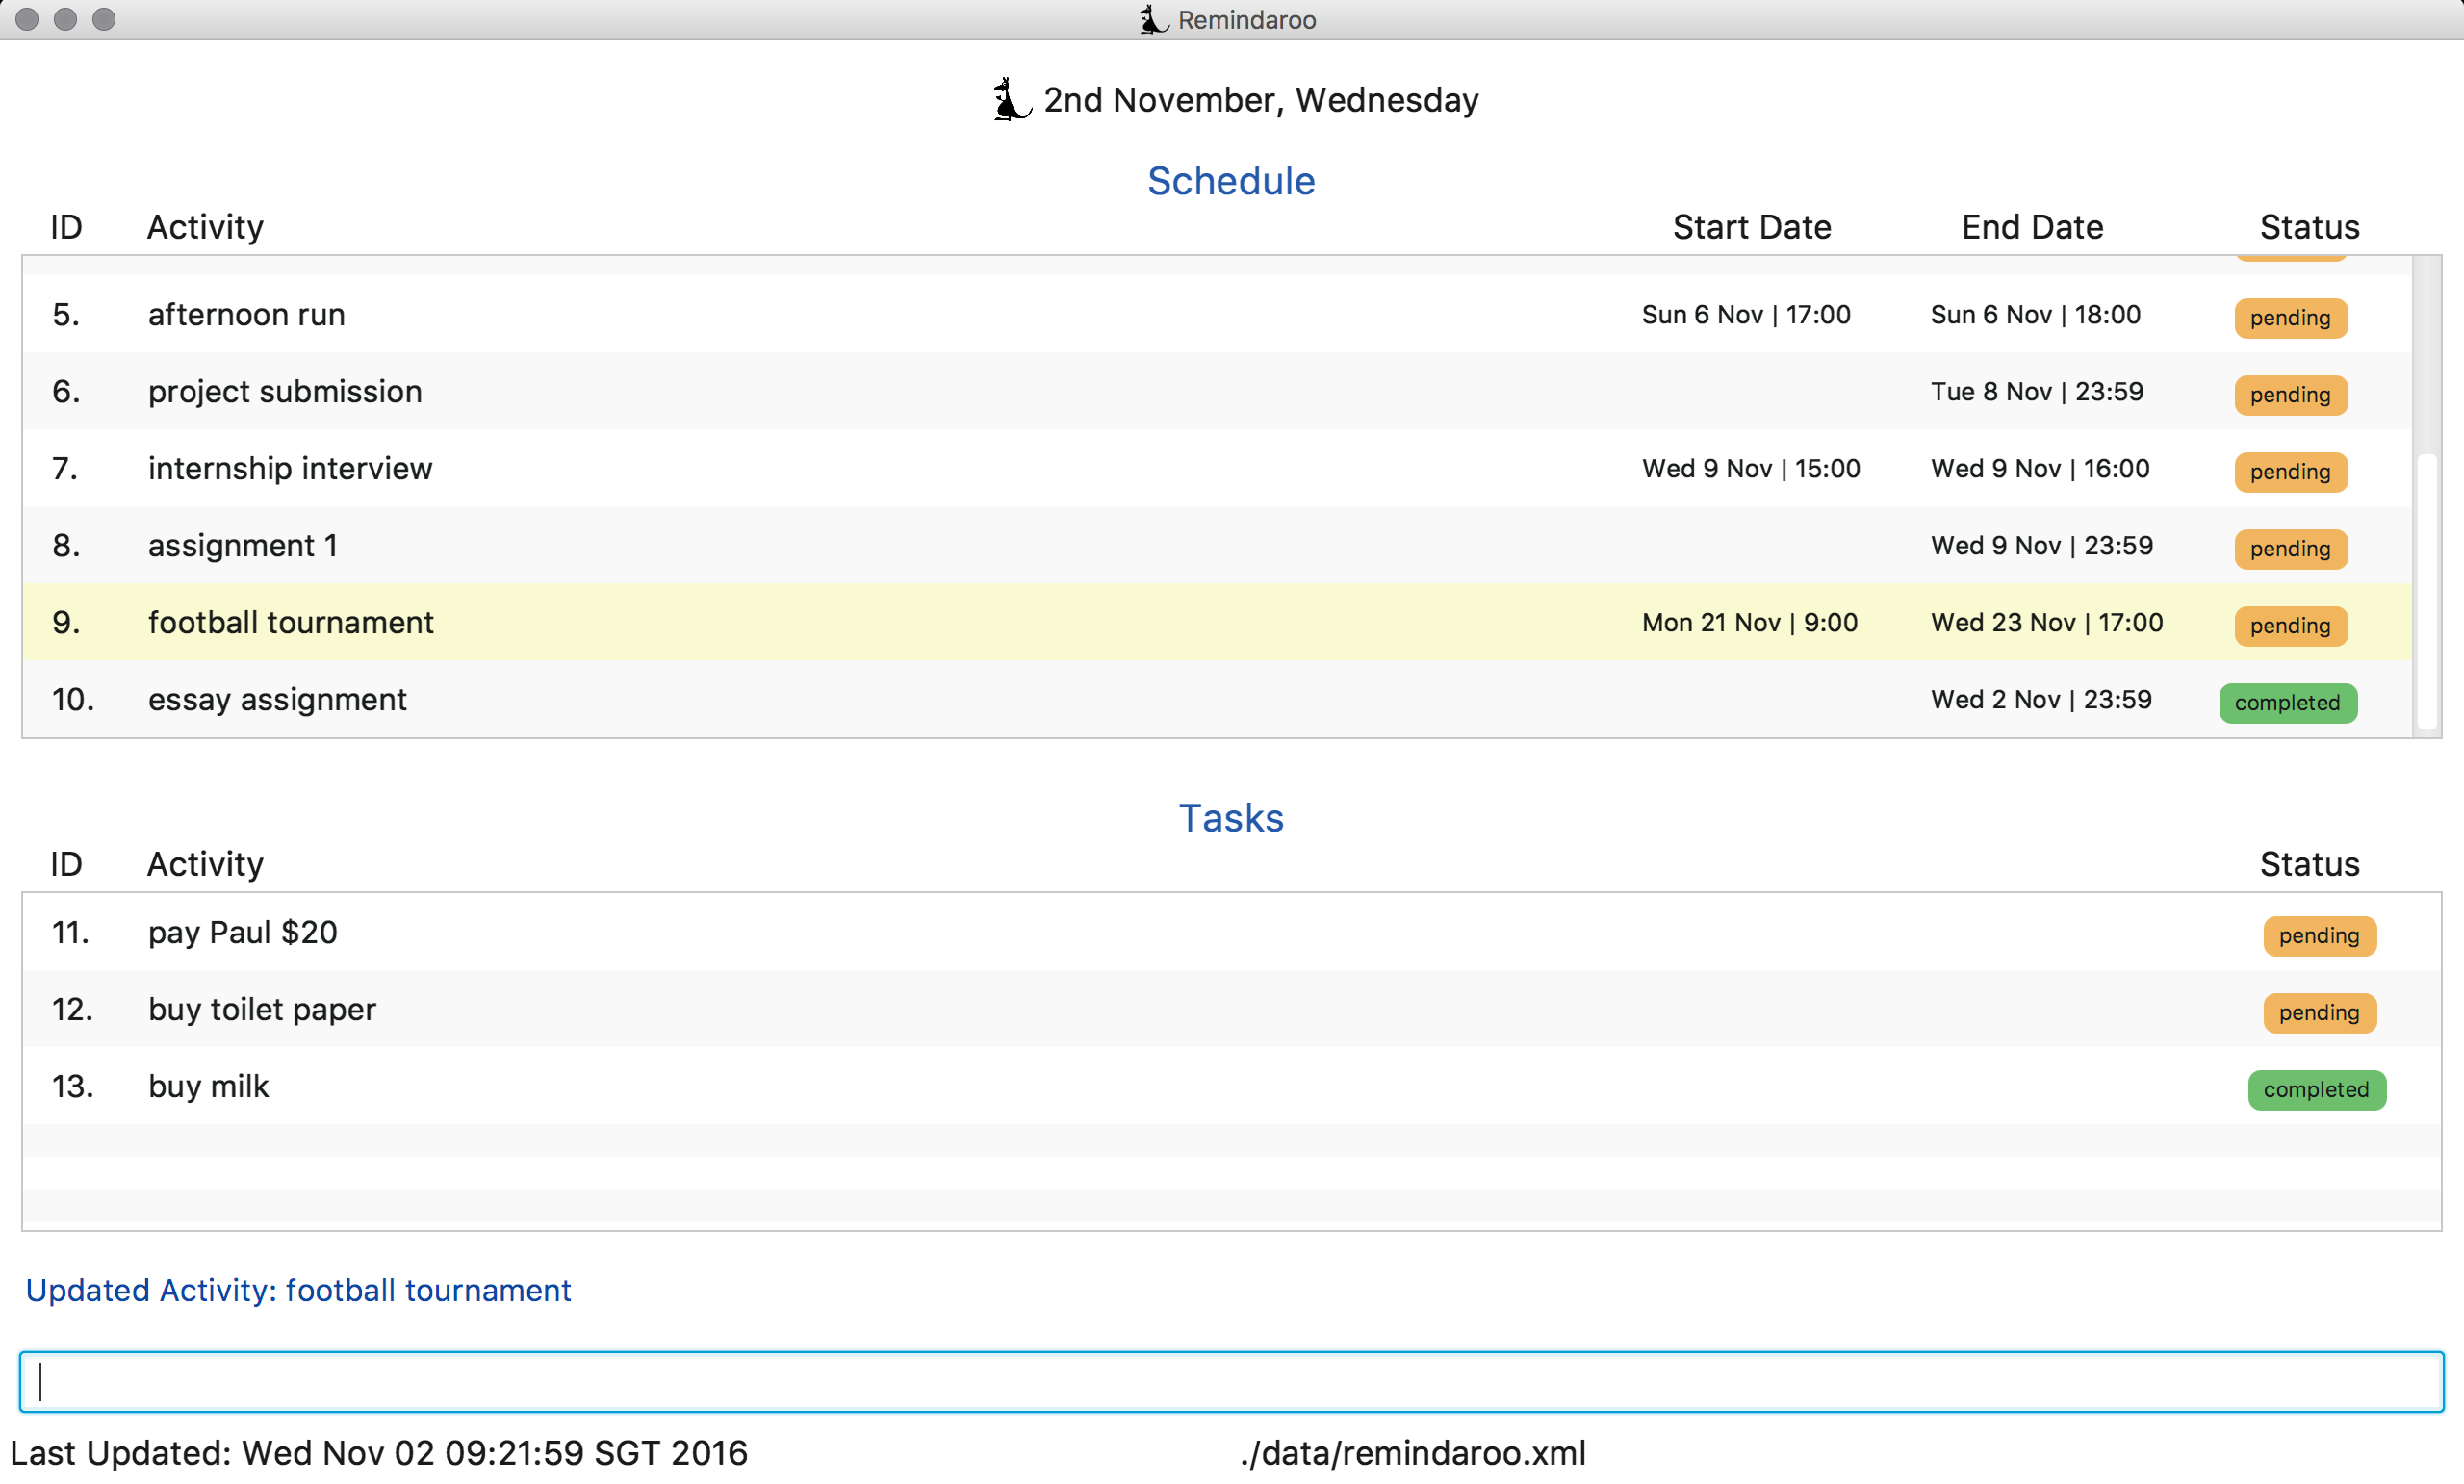 Remindaroo
2nd November, Wednesday
Schedule
ID Activity Start Date End Date Status
5. afternoon run Sun 6 Nov | 17:00 Sun 6 Nov | 18:00 pending
6. project submission Tue 8 Nov | 23:59 pending
7. internship interview Wed 9 Nov | 15:00 Wed 9 Nov | 16:00 pending
8. assignment 1 Wed 9 Nov | 23:59 pending
9. football tournament Mon 21 Nov | 9:00 Wed 23 Nov | 17:00 pending
10. essay assignment Wed 2 Nov | 23:59 completed
Tasks
ID Activity Status
11. pay Paul $20 pending
12. buy toilet paper pending
13. buy milk completed
Updated Activity: football tournament
Last Updated: Wed Nov 02 09:21:59 SGT 2016 ./data/remindaroo.xml